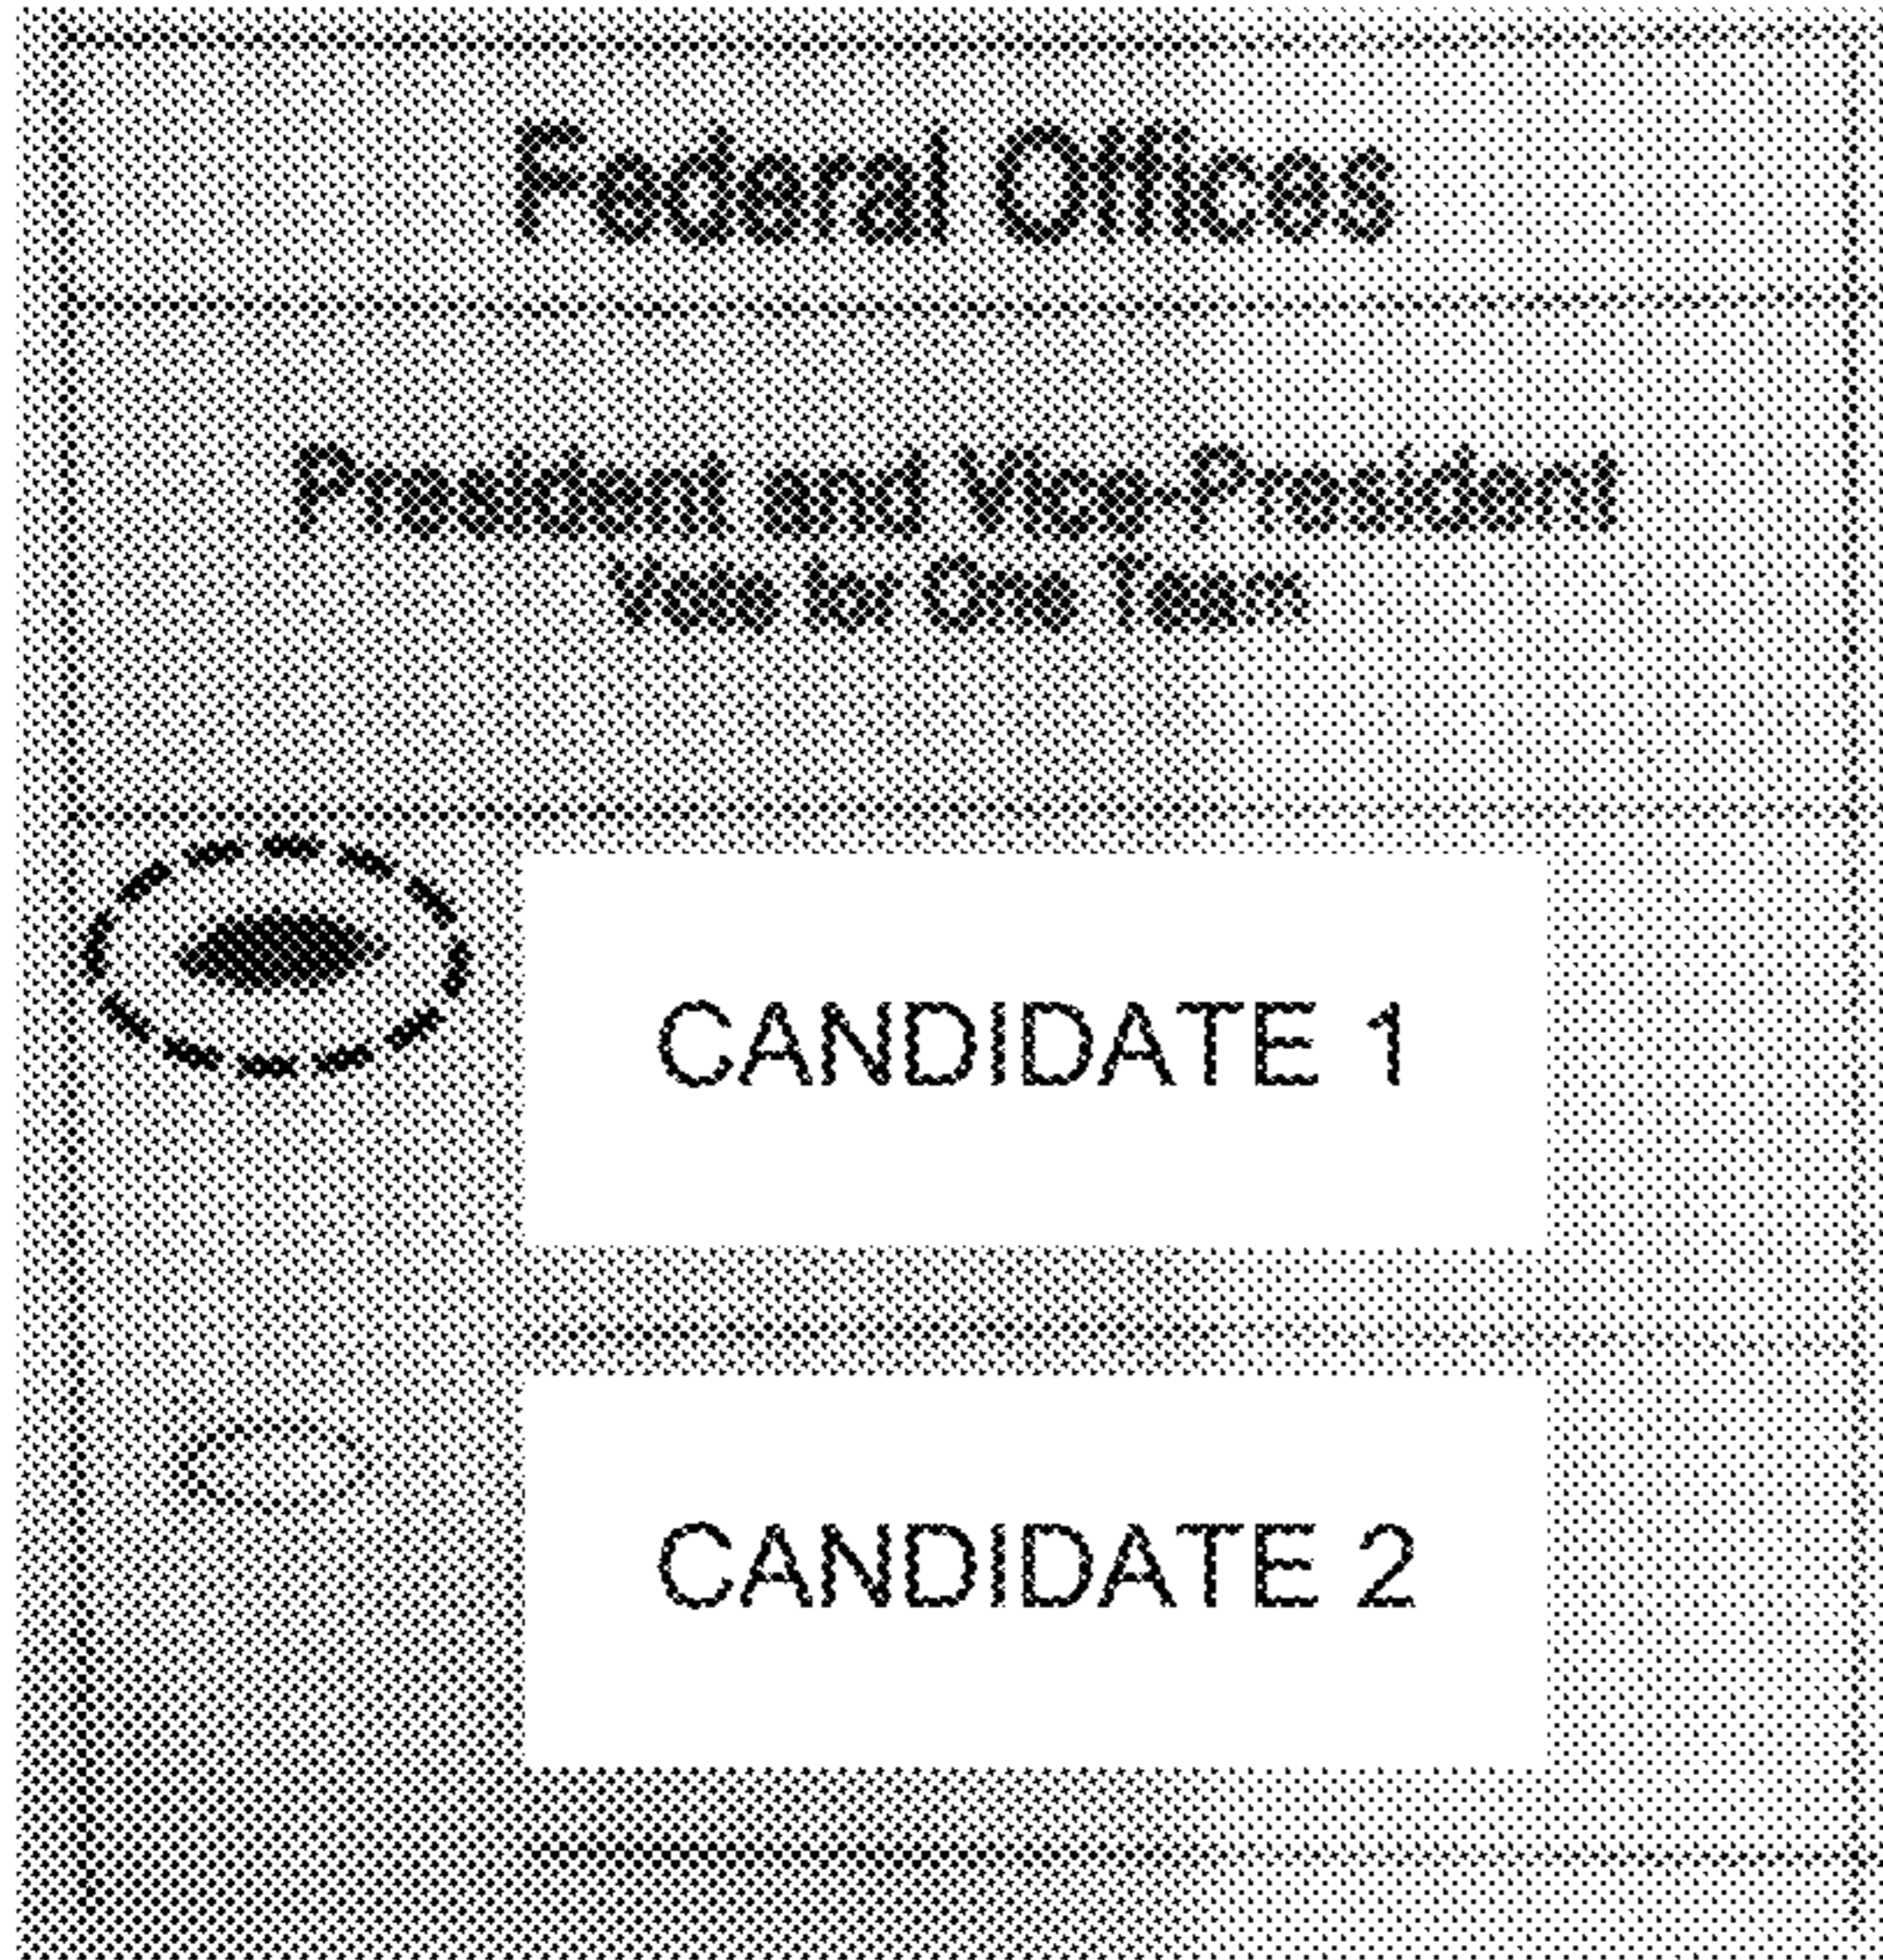 Federal Offices
President and Vice-President
Vote for One Team
CANDIDATE 1
CANDIDATE 2